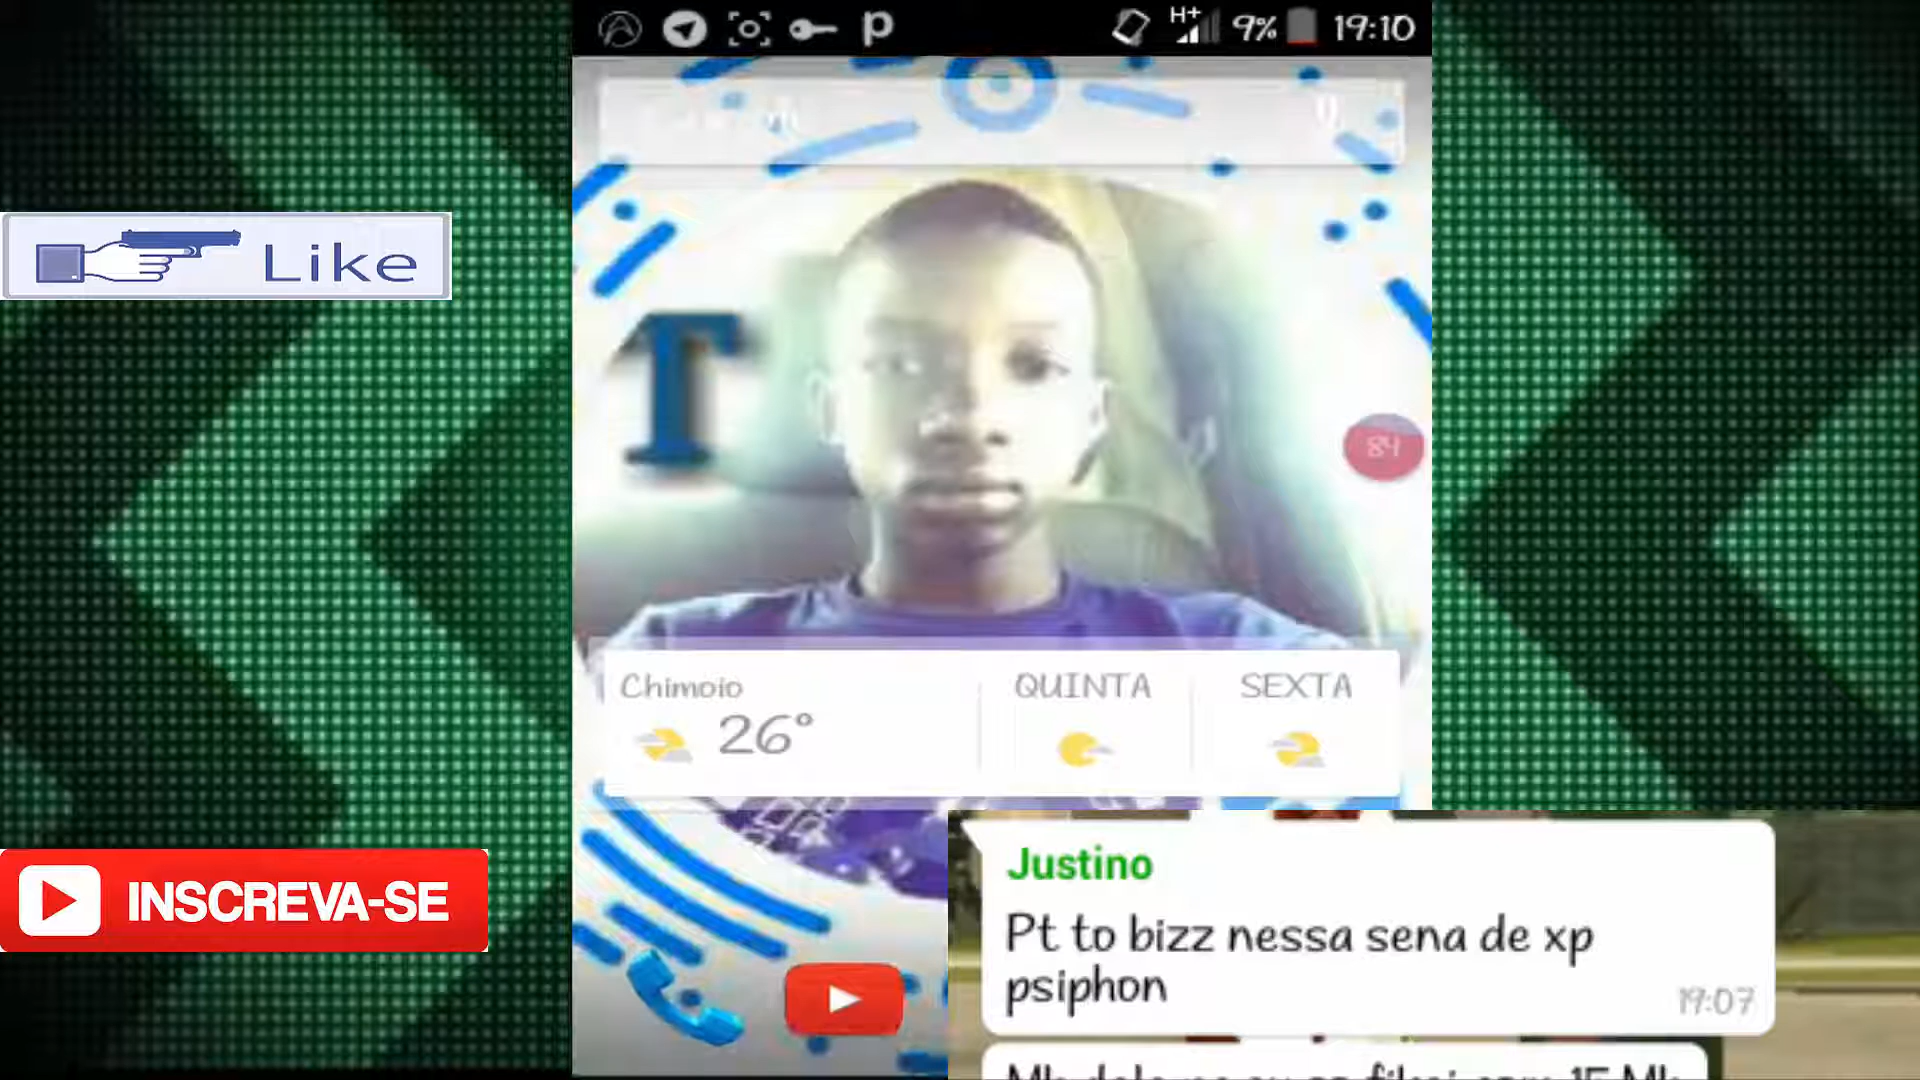 H+ 9% 19:10
Like
T
84
Chimoio
26°
QUINTA
SEXTA
INSCREVA-SE
Justino
Pt to bizz nessa sena de xp
psiphon
19:07